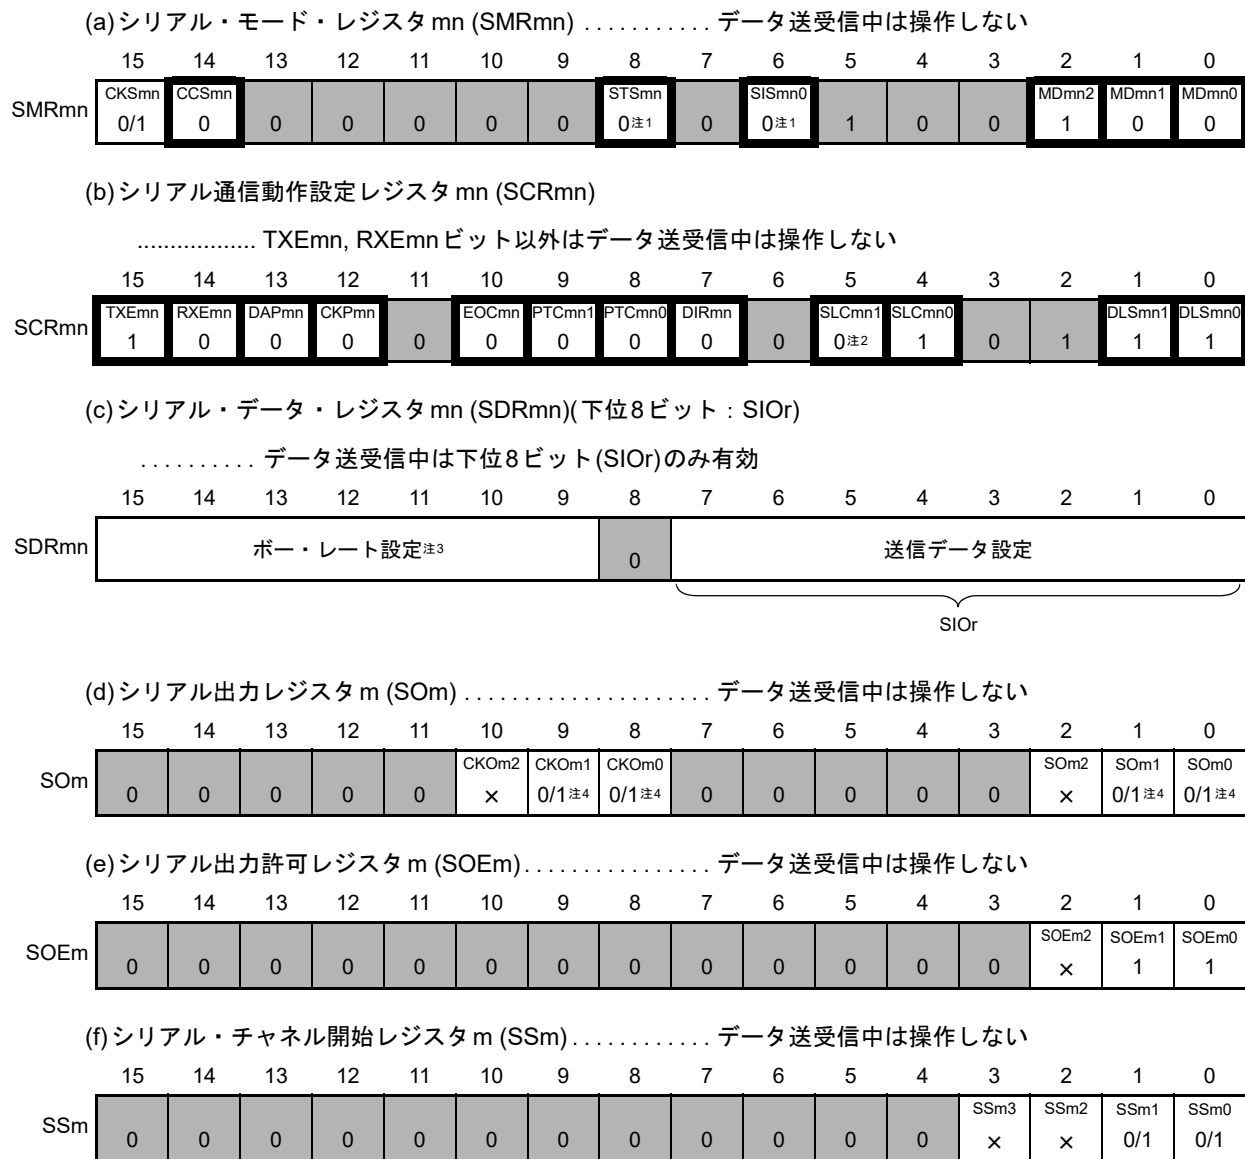 (a)シリアル・モード・レジスタmn (SMRmn) ........... データ送受信中は操作しない
15 14 13 12 11 10 9 8 7 6 5 4 3 2 1 0
CKSmn CCSmn STSmn SISmn0 MDmn2 MDmn1 MDmn0
SMRmn 0/1 0 0 0 0 0 0 0注1 0 0注1 1 0 0 1 0 0
(b)シリアル通信動作設定レジスタmn (SCRmn)
.................. TXEmn, RXEmnビット以外はデータ送受信中は操作しない
15 14 13 12 11 10 9 8 7 6 5 4 3 2 1 0
TXEmn RXEmn DAPmn CKPmn EOCmn PTCmn1 PTCmn0 DIRmn SLCmn1 SLCmn0 DLSmn1 DLSmn0
SCRmn 1 0 0 0 0 0 0 0 0 0 0注2 1 0 1 1 1
(c)シリアル・データ・レジスタmn (SDRmn)(下位8ビット：SIOr)
.......... データ送受信中は下位8ビット(SIOr)のみ有効
15 14 13 12 11 10 9 8 7 6 5 4 3 2 1 0
SDRmn ボー・レート設定注3 0 送信データ設定
SIOr
(d)シリアル出力レジスタm (SOm) ..................... データ送受信中は操作しない
15 14 13 12 11 10 9 8 7 6 5 4 3 2 1 0
CKOm2 CKOm1 CKOm0 SOm2 SOm1 SOm0
SOm 0 0 0 0 0 × 0/1注4 0/1注4 0 0 0 0 0 × 0/1注4 0/1注4
(e)シリアル出力許可レジスタm (SOEm)................ データ送受信中は操作しない
15 14 13 12 11 10 9 8 7 6 5 4 3 2 1 0
SOEm2 SOEm1 SOEm0
SOEm 0 0 0 0 0 0 0 0 0 0 0 0 0 × 1 1
(f)シリアル・チャネル開始レジスタm (SSm)............ データ送受信中は操作しない
15 14 13 12 11 10 9 8 7 6 5 4 3 2 1 0
SSm3 SSm2 SSm1 SSm0
SSm 0 0 0 0 0 0 0 0 0 0 0 0 × × 0/1 0/1